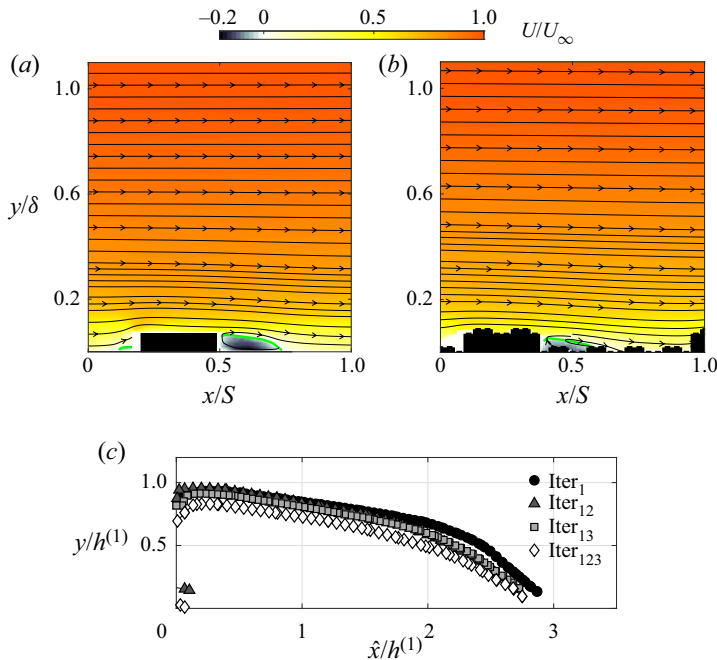 −0.2 0 0.5 1.0 U/U∞
(a) (b)
1.0 1.0
0.6 0.6
y/δ
0.2 0.2
0 0.5 1.0 0 0.5 1.0
x/S x/S
(c)
1.0 Iter₁
Iter₁₂
y/h⁽¹⁾
0.5 Iter₁₃
Iter₁₂₃
0 1 2 3
x̂/h⁽¹⁾